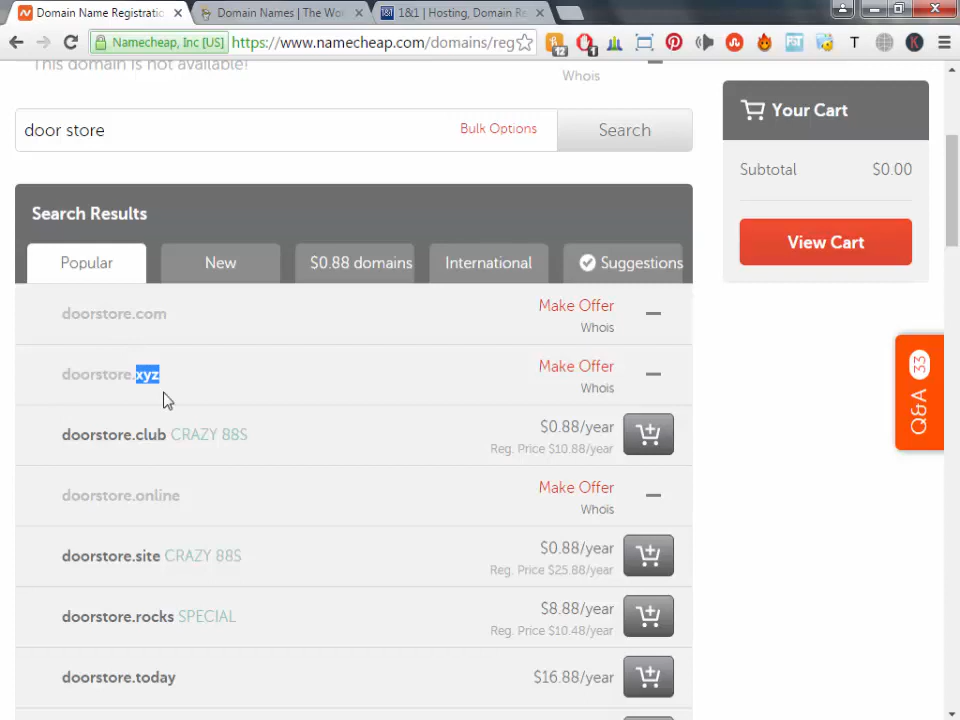 Domain Name Registratio
Domain Names | The Wo
1&1 | Hosting, Domain Re
Namecheap, Inc [US]
https://www.namecheap.com/domains/reg
12
1
FST
T
K
This domain is not available!
Whois
door store
Bulk Options
Search
Your Cart
Subtotal
$0.00
View Cart
Search Results
Popular
New
$0.88 domains
International
Suggestions
doorstore.com
Make Offer
Whois
doorstore.xyz
Make Offer
Whois
doorstore.club CRAZY 88S
$0.88/year
Reg. Price $10.88/year
doorstore.online
Make Offer
Whois
doorstore.site CRAZY 88S
$0.88/year
Reg. Price $25.88/year
doorstore.rocks SPECIAL
$8.88/year
Reg. Price $10.48/year
doorstore.today
$16.88/year
Q&A 33